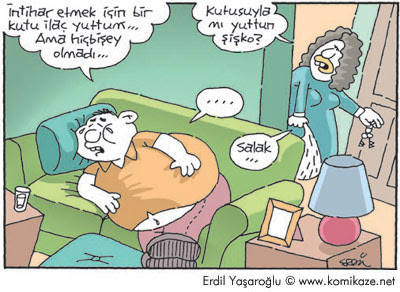 İntihar etmek için bir
kutu ilaç yuttum...
Ama hiçbişey
olmadı...
Kutusuyla
mı yuttun
şişko?
...
salak
...
Erdil Yaşaroğlu © www.komikaze.net